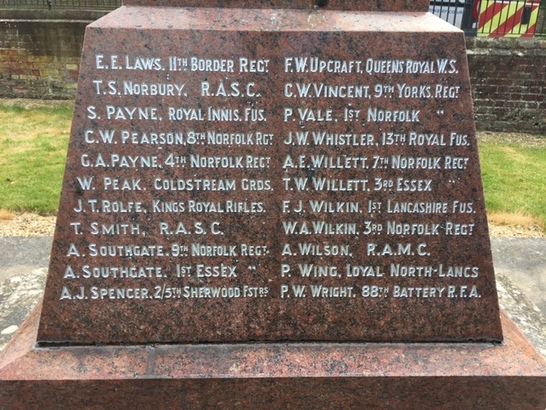 E.E. LAWS, 11TH BORDER REGT
T.S. NORBURY, R.A.S.C.
S. PAYNE, ROYAL INNIS. FUS.
C.W. PEARSON, 8TH NORFOLK RGT
G.A. PAYNE, 4TH NORFOLK REGT
W. PEAK, COLDSTREAM GRDS.
J.T. ROLFE, KINGS ROYAL RIFLES.
T. SMITH, R.A.S.C.
A. SOUTHGATE, 9TH NORFOLK REGT.
A. SOUTHGATE, 1ST ESSEX "
A.J. SPENCER, 2/5TH SHERWOOD FSTRS
F.W. UPCRAFT, QUEENS ROYAL W.S.
C.W. VINCENT, 9TH YORKS, REGT
P. VALE, 1ST NORFOLK "
J.W. WHISTLER, 13TH ROYAL FUS.
A.E. WILLETT, 7TH NORFOLK REGT
T.W. WILLETT, 3RD ESSEX "
F.J. WILKIN, 1ST LANCASHIRE FUS.
W.A. WILKIN, 3RD NORFOLK REGT
A. WILSON, R.A.M.C.
P. WING, LOYAL NORTH-LANCS
P.W. WRIGHT, 88TH BATTERY R.F.A.